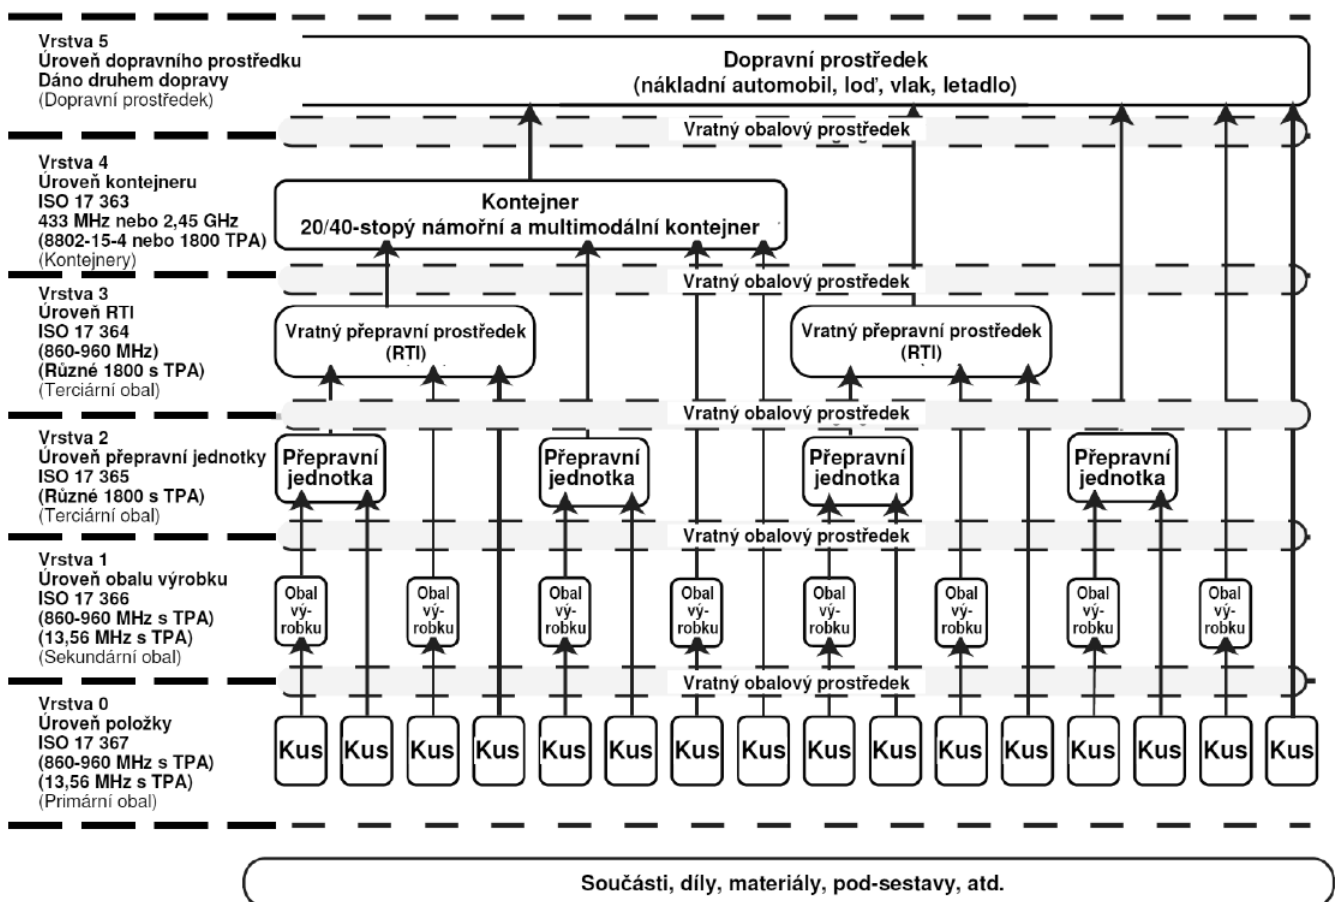 Vrstva 5
Úroveň dopravního prostředku
Dáno druhem dopravy
(Dopravní prostředek)
Dopravní prostředek
(nákladní automobil, loď, vlak, letadlo)
Vratný obalový prostředek
Vrstva 4
Úroveň kontejneru
ISO 17 363
433 MHz nebo 2,45 GHz
(8802-15-4 nebo 1800 TPA)
(Kontejnery)
Kontejner
20/40-stopý námořní a multimodální kontejner
Vratný obalový prostředek
Vrstva 3
Úroveň RTI
ISO 17 364
(860-960 MHz)
(Různé 1800 s TPA)
(Terciární obal)
Vratný přepravní prostředek
(RTI)
Vratný přepravní prostředek
(RTI)
Vratný obalový prostředek
Vrstva 2
Úroveň přepravní jednotky
ISO 17 365
(Různé 1800 s TPA)
(Terciární obal)
Přepravní
jednotka
Přepravní
jednotka
Přepravní
jednotka
Přepravní
jednotka
Vratný obalový prostředek
Vrstva 1
Úroveň obalu výrobku
ISO 17 366
(860-960 MHz s TPA)
(13,56 MHz s TPA)
(Sekundární obal)
Obal
vý-
robku
Obal
vý-
robku
Obal
vý-
robku
Obal
vý-
robku
Obal
vý-
robku
Obal
vý-
robku
Obal
vý-
robku
Obal
vý-
robku
Vratný obalový prostředek
Vrstva 0
Úroveň položky
ISO 17 367
(860-960 MHz s TPA)
(13,56 MHz s TPA)
(Primární obal)
Kus Kus Kus Kus Kus Kus Kus Kus Kus Kus Kus Kus Kus Kus Kus Kus
Součásti, díly, materiály, pod-sestavy, atd.